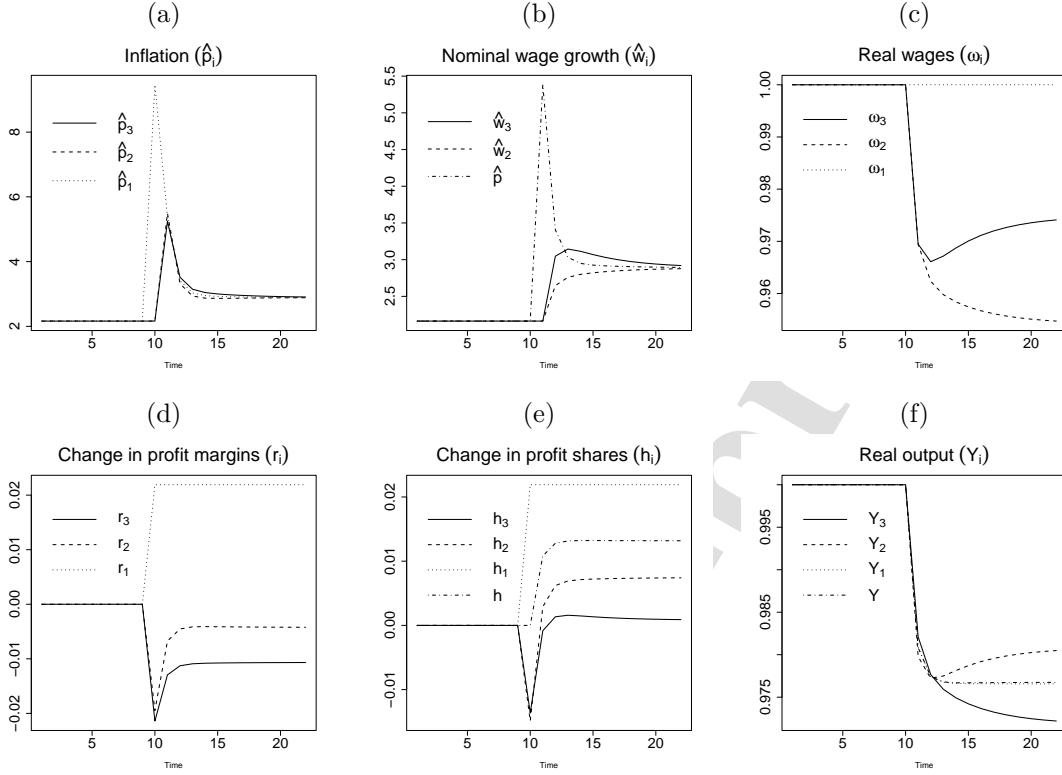 (a)
Inflation (p̂ᵢ)
8
6
4
2
p̂₃
p̂₂
p̂₁
5 10 15 20
Time
(b)
Nominal wage growth (ŵᵢ)
5.5
5.0
4.5
4.0
3.5
3.0
2.5
ŵ₃
ŵ₂
p̂
5 10 15 20
Time
(c)
Real wages (ωᵢ)
1.00
0.99
0.98
0.97
0.96
ω₃
ω₂
ω₁
5 10 15 20
Time
(d)
Change in profit margins (rᵢ)
0.02
0.01
0.00
−0.01
−0.02
r₃
r₂
r₁
5 10 15 20
Time
(e)
Change in profit shares (hᵢ)
0.02
0.01
0.00
−0.01
h₃
h₂
h₁
h
5 10 15 20
Time
(f)
Real output (Yᵢ)
0.995
0.985
0.975
Y₃
Y₂
Y₁
Y
5 10 15 20
Time